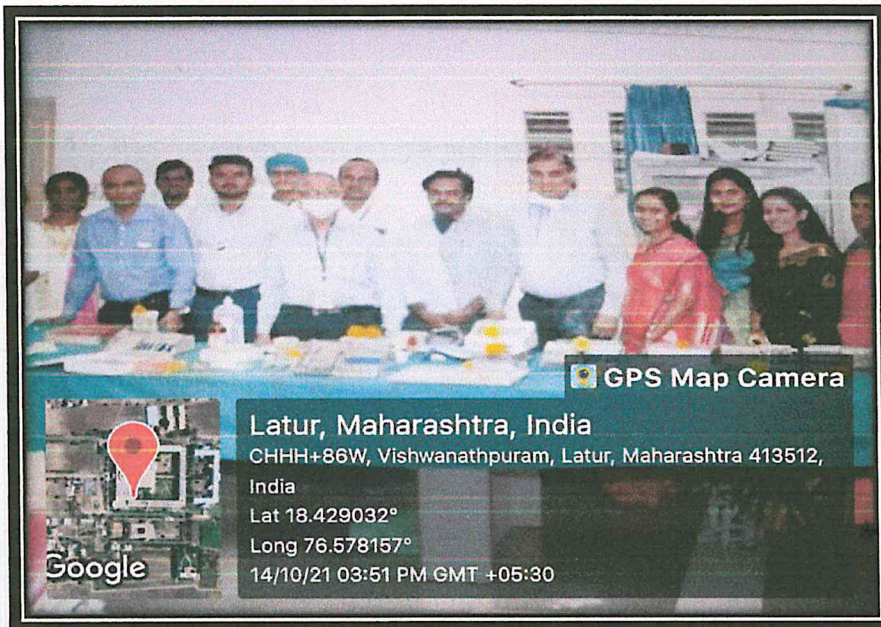 GPS Map Camera
Latur, Maharashtra, India
CHHH+86W, Vishwanathpuram, Latur, Maharashtra 413512,
India
Lat 18.429032°
Long 76.578157°
14/10/21 03:51 PM GMT +05:30
Google